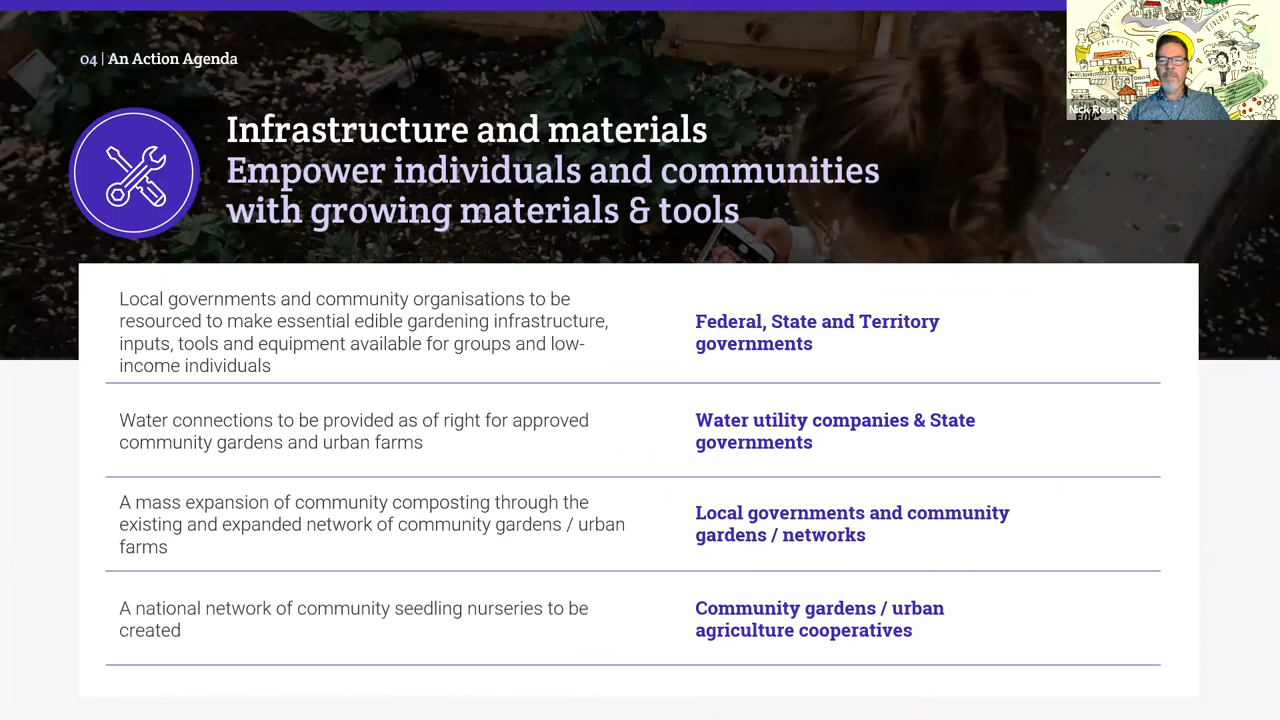 04 | An Action Agenda
Infrastructure and materials
Empower individuals and communities
with growing materials & tools
Local governments and community organisations to be
resourced to make essential edible gardening infrastructure,
inputs, tools and equipment available for groups and low-
income individuals
Federal, State and Territory
governments
Water connections to be provided as of right for approved
community gardens and urban farms
Water utility companies & State
governments
A mass expansion of community composting through the
existing and expanded network of community gardens / urban
farms
Local governments and community
gardens / networks
A national network of community seedling nurseries to be
created
Community gardens / urban
agriculture cooperatives
CULTURE
ECOLOGY
POLITICS
Nick Rose